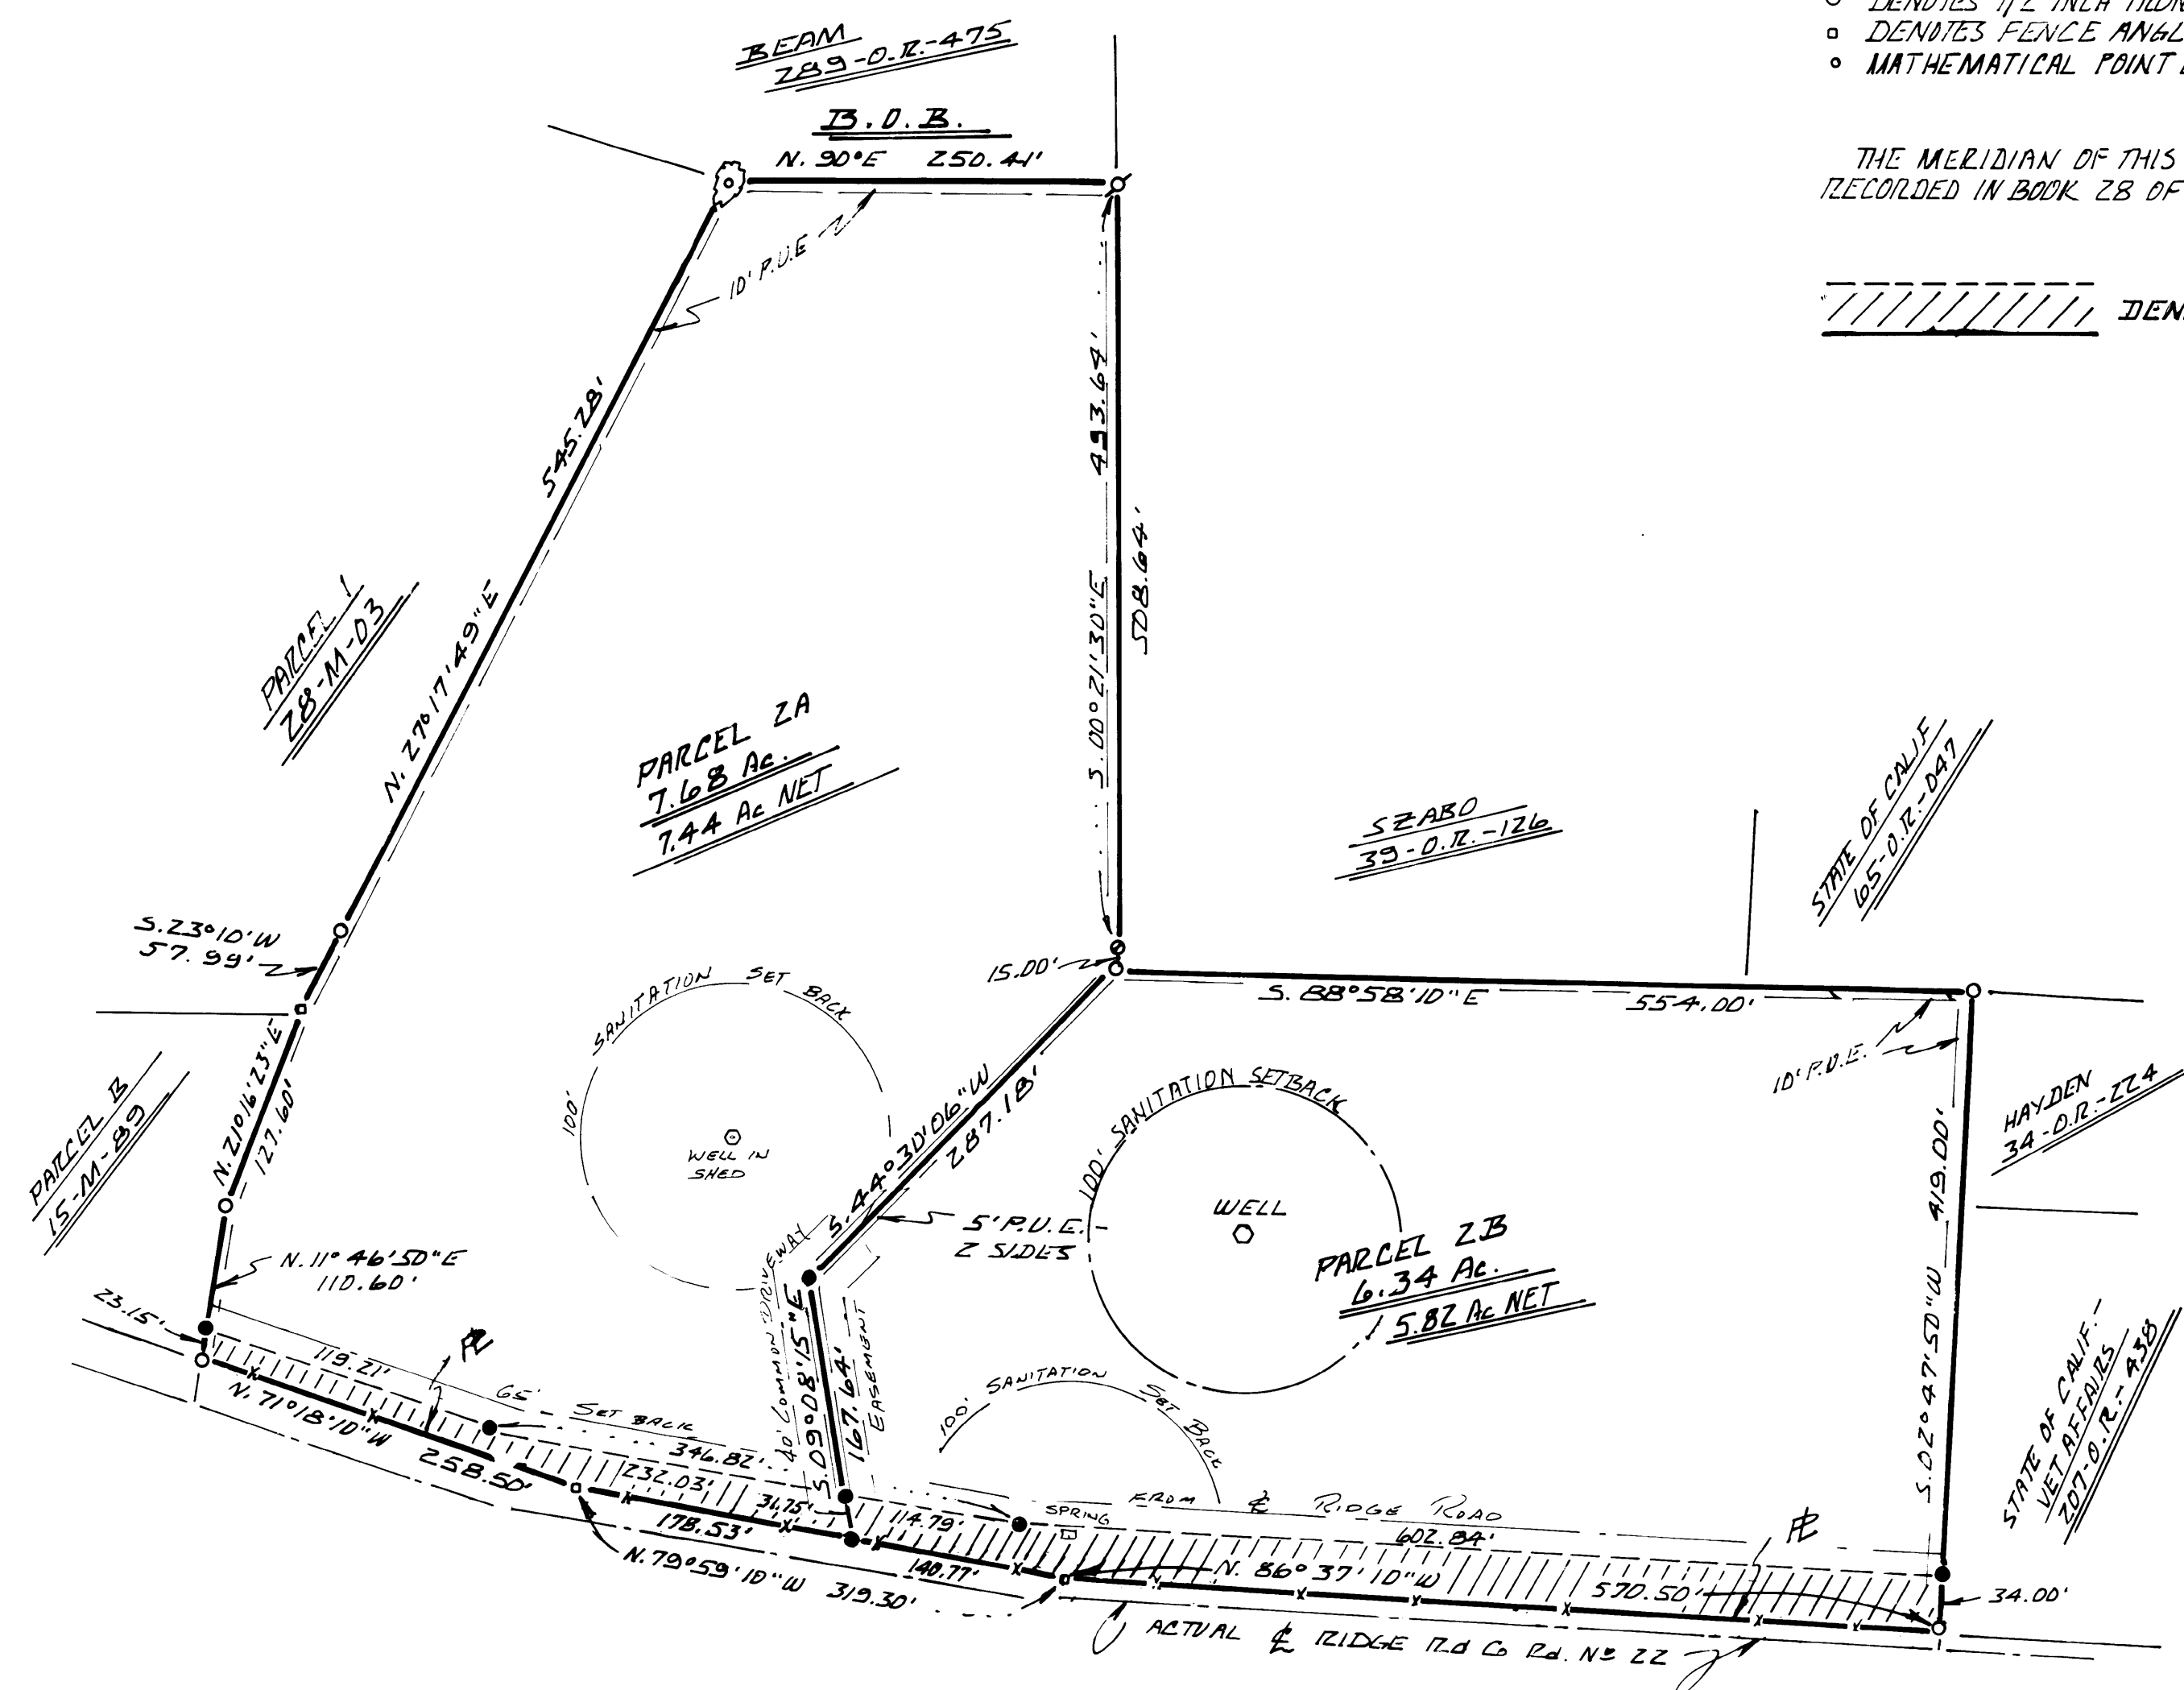 BEAM
289-O.R.-475
B.O.B.
N. 90°E 250.41'
DENOTES 1/2 INCH IRON
DENOTES FENCE ANGL
MATHEMATICAL POINT
THE MERIDIAN OF THIS
RECORDED IN BOOK 28 OF
DEN
10' P.U.E
545.28'
N. 27°17'49"E
493.64'
S. 00°21'30"E
508.64'
PARCEL 1
28-M-03
PARCEL 2A
7.68 Ac.
7.44 Ac NET
SZABO
39-O.R.-126
STATE OF CALIF
65-O.R.-047
S. 23°10'W
57.99'
15.00'
S. 88°58'10"E 554.00'
10' P.U.E.
SANITATION SET BACK
100'
WELL IN
SHED
N. 21°16'23"E
127.60'
PARCEL B
15-M-89
S. 44°30'06"W
287.18'
100' SANITATION SETBACK
WELL
5' P.U.E.
2 SIDES
PARCEL 2B
6.34 Ac.
5.82 Ac NET
HAYDEN
34-O.R.-224
419.00'
S. 02°47'50"W
STATE OF CALIF.-
VET AFFAIRS
207-O.R.-438
N. 11°46'50"E
110.60'
23.15'
40' COMMON DRIVEWAY
EASEMENT
S. 09°08'15"E
167.64'
100' SANITATION SET BACK
119.21'
PL
65' SET BACK FROM CL RIDGE ROAD
346.82'
N. 71°18'10"W
258.50'
232.03'
31.75'
114.79'
SPRING
602.84'
PL
178.53'
140.77'
N. 79°59'10"W 319.30'
N. 86°37'10"W 570.50'
34.00'
ACTUAL CL RIDGE Rd Co Rd. No 22